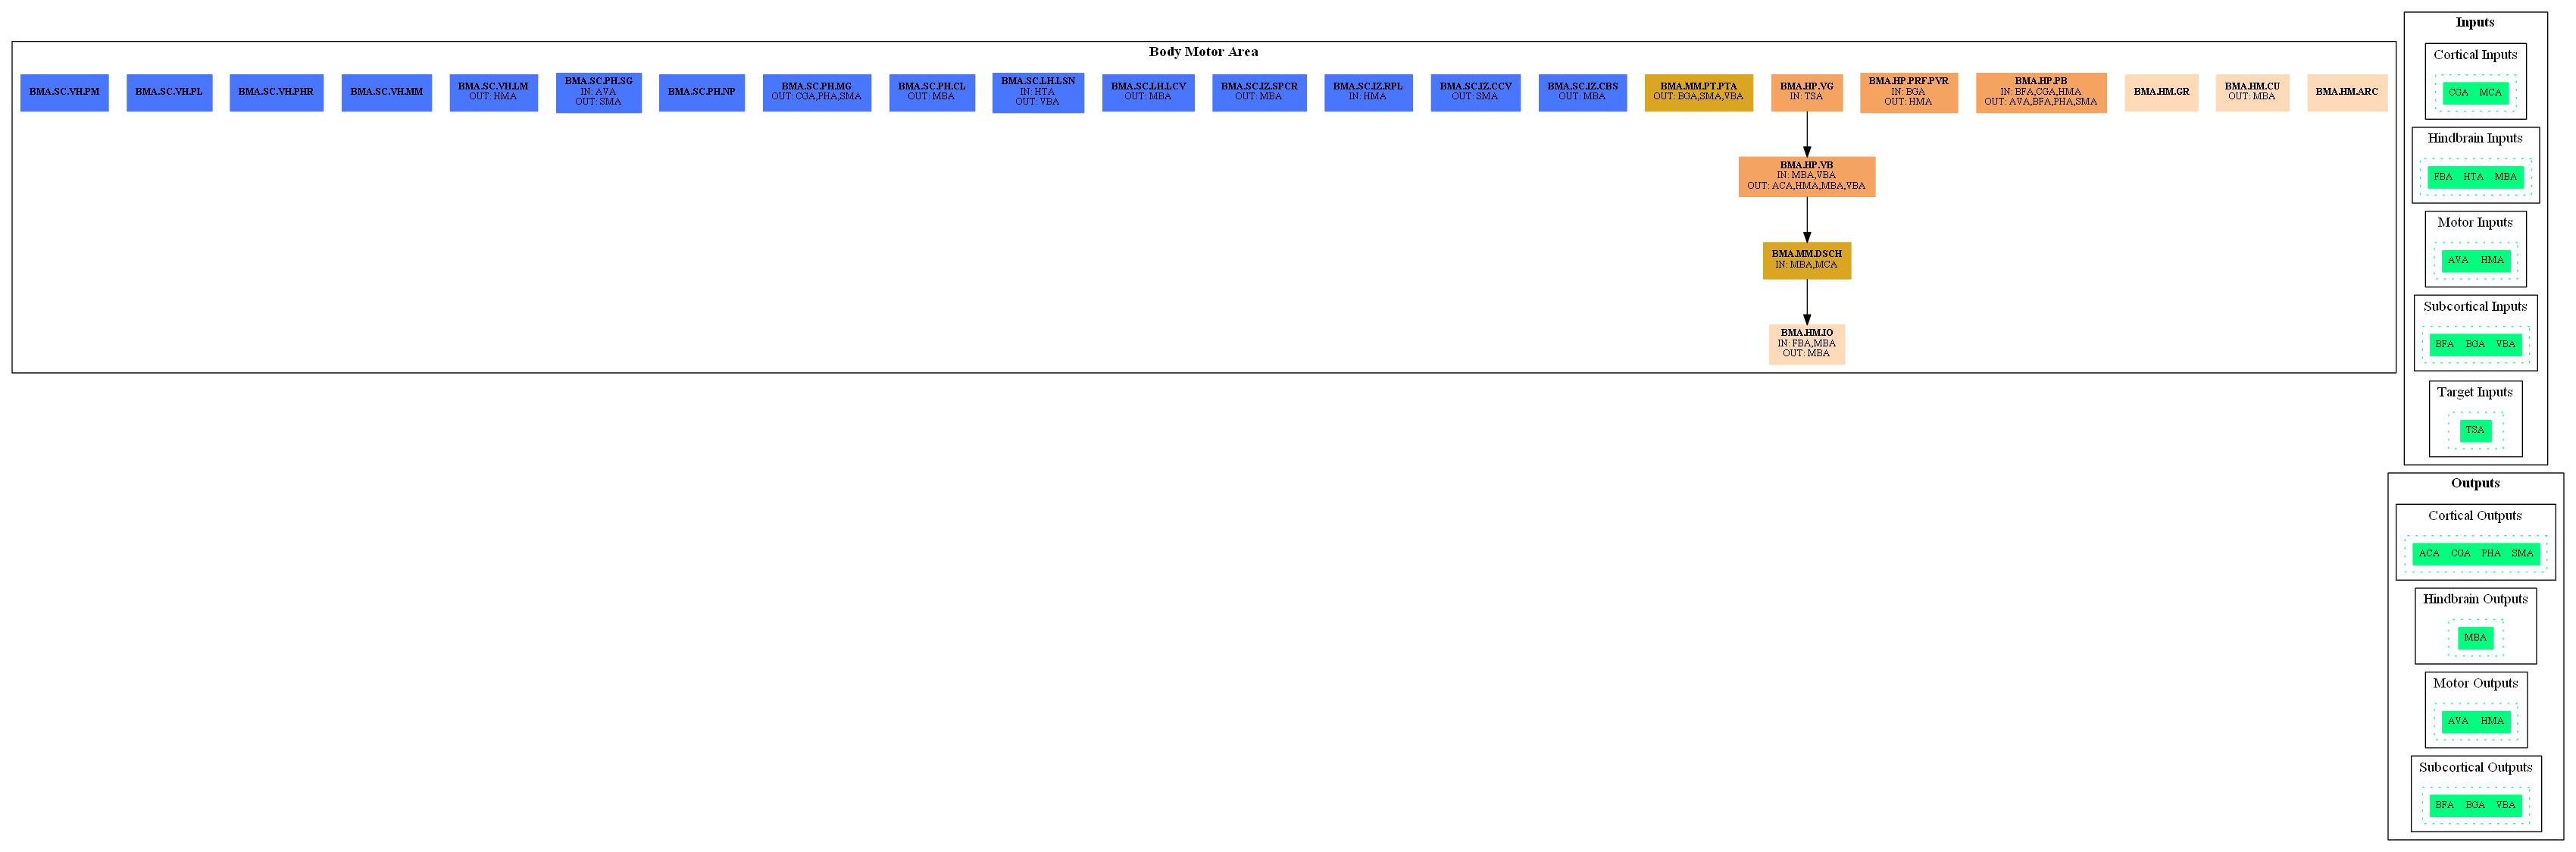 Body Motor Area
BMA.SC.VH.PM
BMA.SC.VH.PL
BMA.SC.VH.PHR
BMA.SC.VH.MM
BMA.SC.VH.LM
OUT: HMA
BMA.SC.PH.SG
IN: AVA
OUT: SMA
BMA.SC.PH.NP
BMA.SC.PH.MG
OUT: CGA,PHA,SMA
BMA.SC.PH.CL
OUT: MBA
BMA.SC.LH.LSN
IN: HTA
OUT: VBA
BMA.SC.LH.LCV
OUT: MBA
BMA.SC.IZ.SPCR
OUT: MBA
BMA.SC.IZ.RPL
IN: HMA
BMA.SC.IZ.CCV
OUT: SMA
BMA.SC.IZ.CBS
OUT: MBA
BMA.MM.PT.PTA
OUT: BGA,SMA,VBA
BMA.HP.VG
IN: TSA
BMA.HP.PRF.PVR
IN: BGA
OUT: HMA
BMA.HP.PB
IN: BFA,CGA,HMA
OUT: AVA,BFA,PHA,SMA
BMA.HM.GR
BMA.HM.CU
OUT: MBA
BMA.HM.ARC
BMA.HP.VB
IN: MBA,VBA
OUT: ACA,HMA,MBA,VBA
BMA.MM.DSCH
IN: MBA,MCA
BMA.HM.IO
IN: FBA,MBA
OUT: MBA
Inputs
Cortical Inputs
CGA MCA
Hindbrain Inputs
FBA HTA MBA
Motor Inputs
AVA HMA
Subcortical Inputs
BFA BGA VBA
Target Inputs
TSA
Outputs
Cortical Outputs
ACA CGA PHA SMA
Hindbrain Outputs
MBA
Motor Outputs
AVA HMA
Subcortical Outputs
BFA BGA VBA